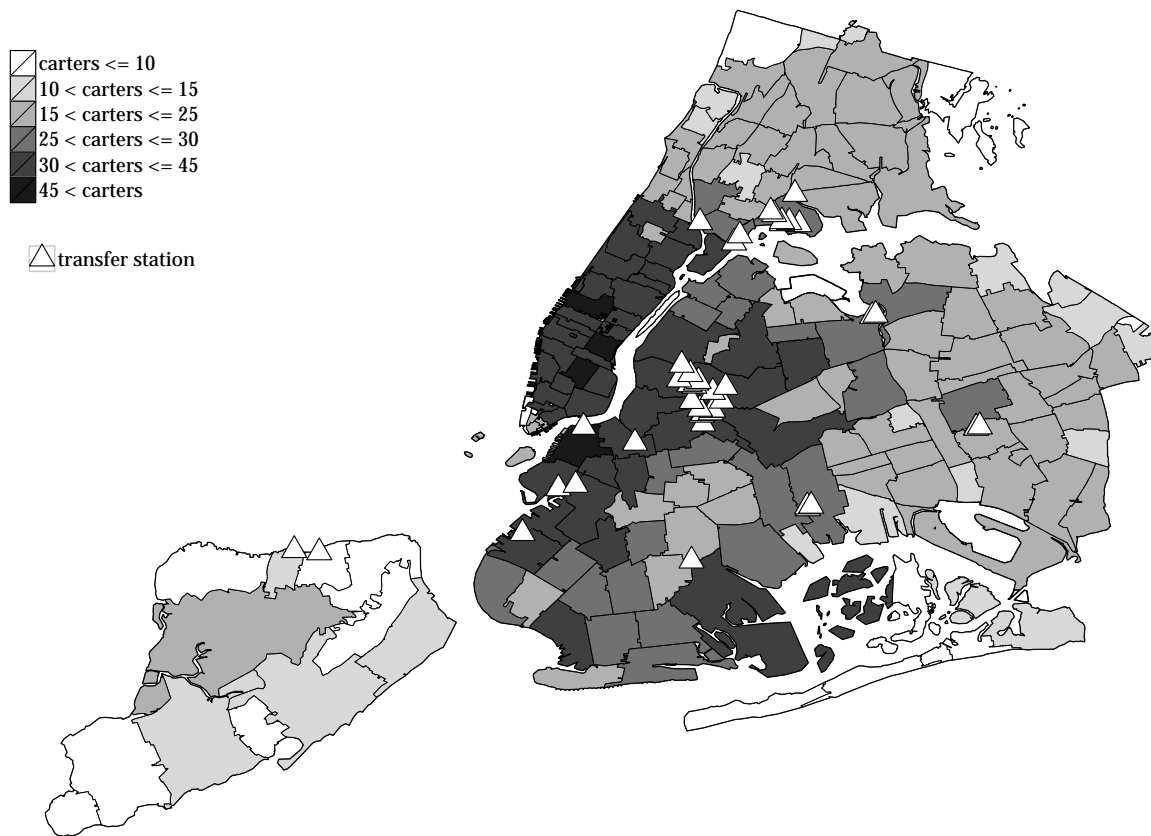 carters <= 10
10 < carters <= 15
15 < carters <= 25
25 < carters <= 30
30 < carters <= 45
45 < carters
transfer station